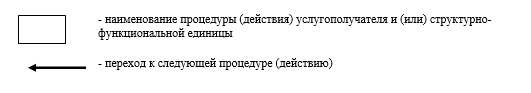 - наименование процедуры (действия) услугополучателя и (или) структурно-
функциональной единицы
- переход к следующей процедуре (действию)